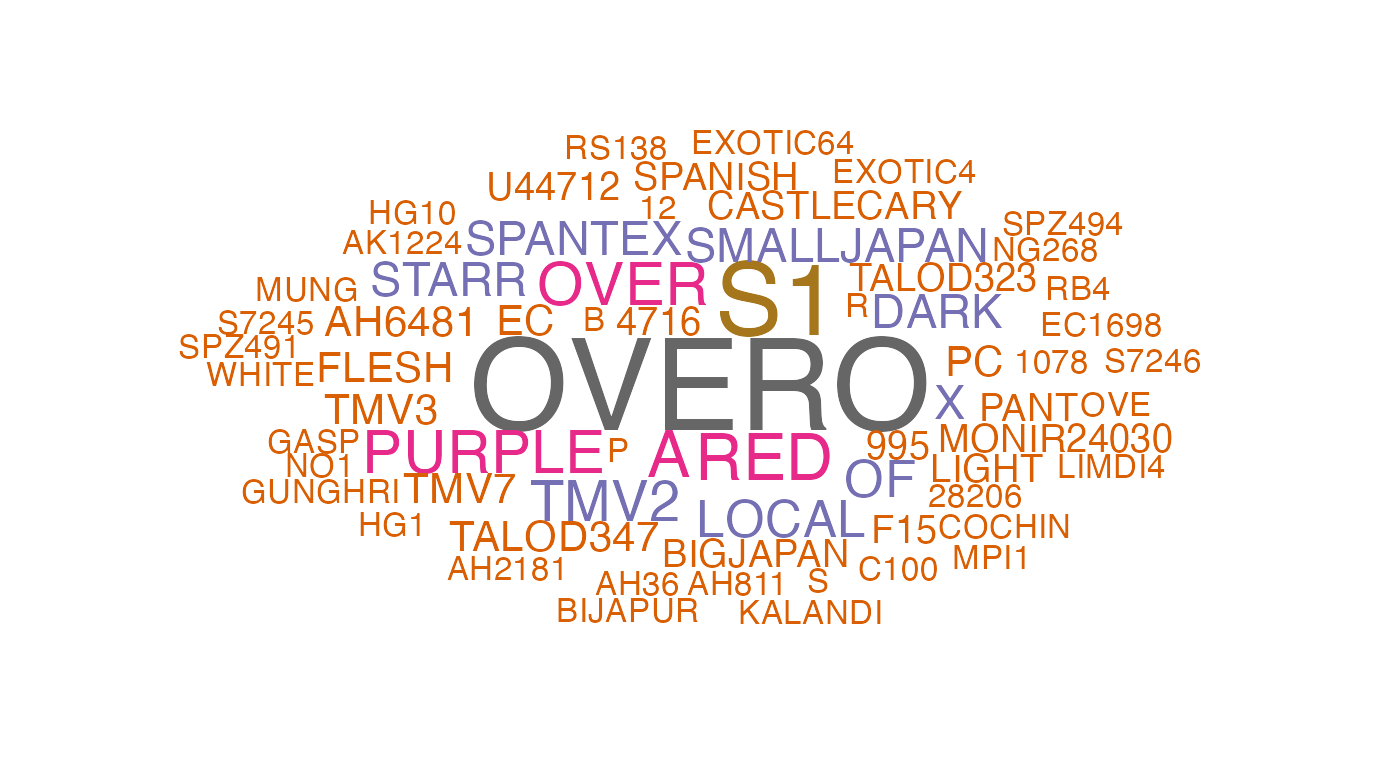 RS138 EXOTIC64
U44712 SPANISH EXOTIC4
HG10 12 CASTLECARY SPZ494
AK1224 SPANTEX SMALLJAPAN NG268
MUNG STARR OVER S1 TALOD323 RB4
S7245 AH6481 EC B 4716 R DARK EC1698
SPZ491 WHITE FLESH OVERO PC 1078 S7246
TMV3 X PANT OVE
GASP PURPLE P A RED 995 MONIR24030
NO1 LIGHT LIMDI4
GUNGHRI TMV7 TMV2 OF 28206
HG1 TALOD347 LOCAL F15 COCHIN
AH2181 BIGJAPAN C100 MPI1
AH36 AH811 S
BIJAPUR KALANDI